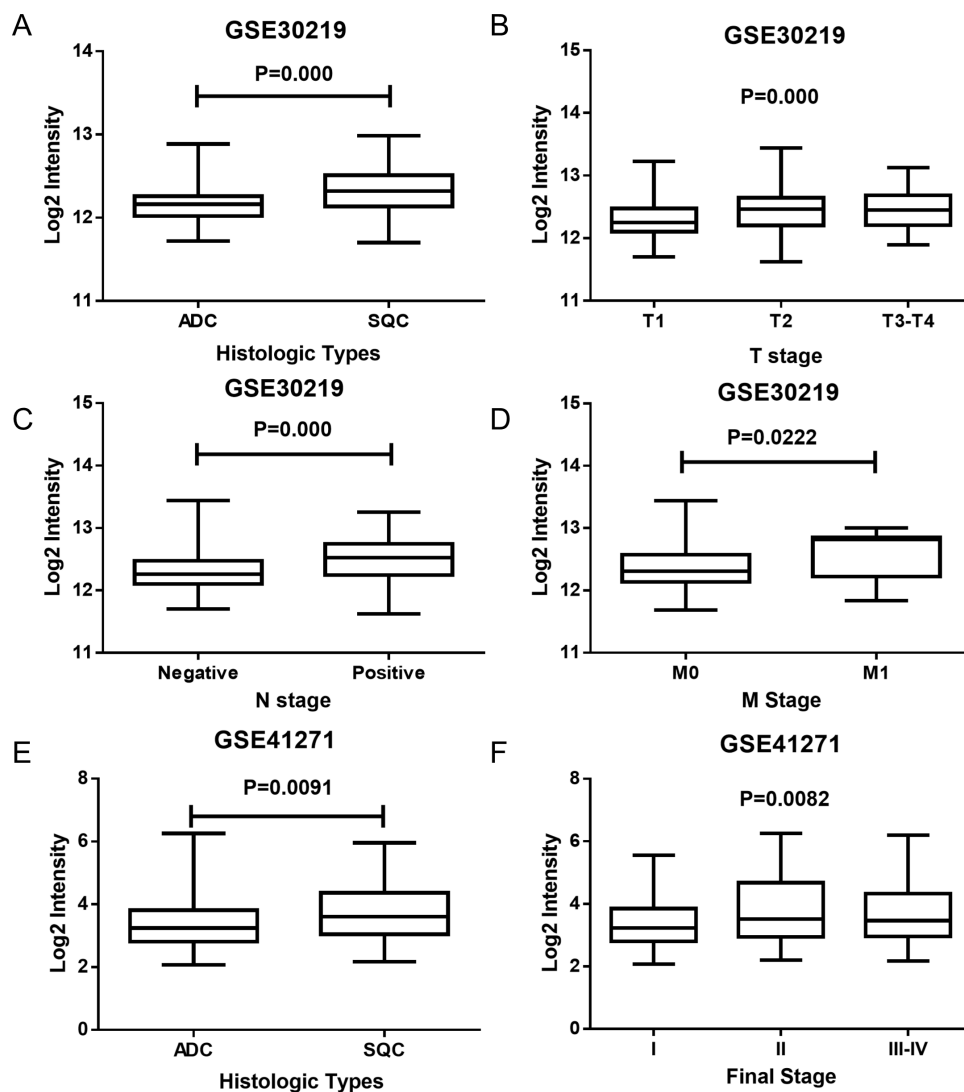 A
GSE30219
P=0.000
Log2 Intensity
14
13
12
11
ADC
SQC
Histologic Types
B
GSE30219
P=0.000
Log2 Intensity
15
14
13
12
11
T1
T2
T3-T4
T stage
C
GSE30219
P=0.000
Log2 Intensity
15
14
13
12
11
Negative
Positive
N stage
D
GSE30219
P=0.0222
Log2 Intensity
15
14
13
12
11
M0
M1
M Stage
E
GSE41271
P=0.0091
Log2 Intensity
8
6
4
2
0
ADC
SQC
Histologic Types
F
GSE41271
P=0.0082
Log2 Intensity
8
6
4
2
0
I
II
III-IV
Final Stage